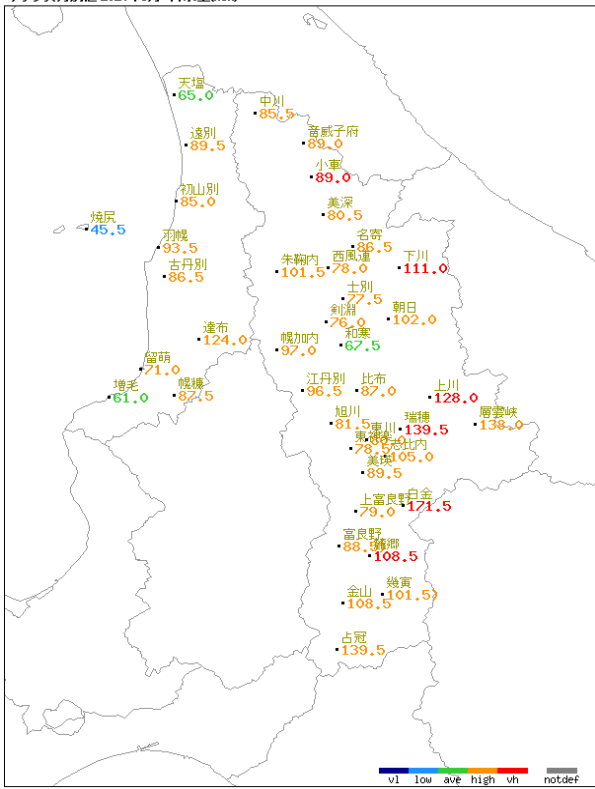 天塩
65.0
中川
85.5
遠別
89.5
音威子府
89.0
小車
89.0
初山別
85.0
美深
80.5
焼尻
45.5
羽幌
93.5
名寄
86.5
古丹別
86.5
朱鞠内
101.5
西風連
78.0
下川
111.0
士別
77.5
剣淵
76.0
朝日
102.0
達布
124.0
幌加内
97.0
和寒
67.5
留萌
71.0
増毛
61.0
幌糠
87.5
江丹別
96.5
比布
87.0
上川
128.0
旭川
81.5
東川
瑞穂
139.5
層雲峡
138.0
東神楽
78.5
志比内
105.0
美瑛
89.5
上富良野
79.0
白金
171.5
富良野
88.5
麓郷
108.5
金山
108.5
幾寅
101.5)
占冠
139.5
vl low ave high vh notdef